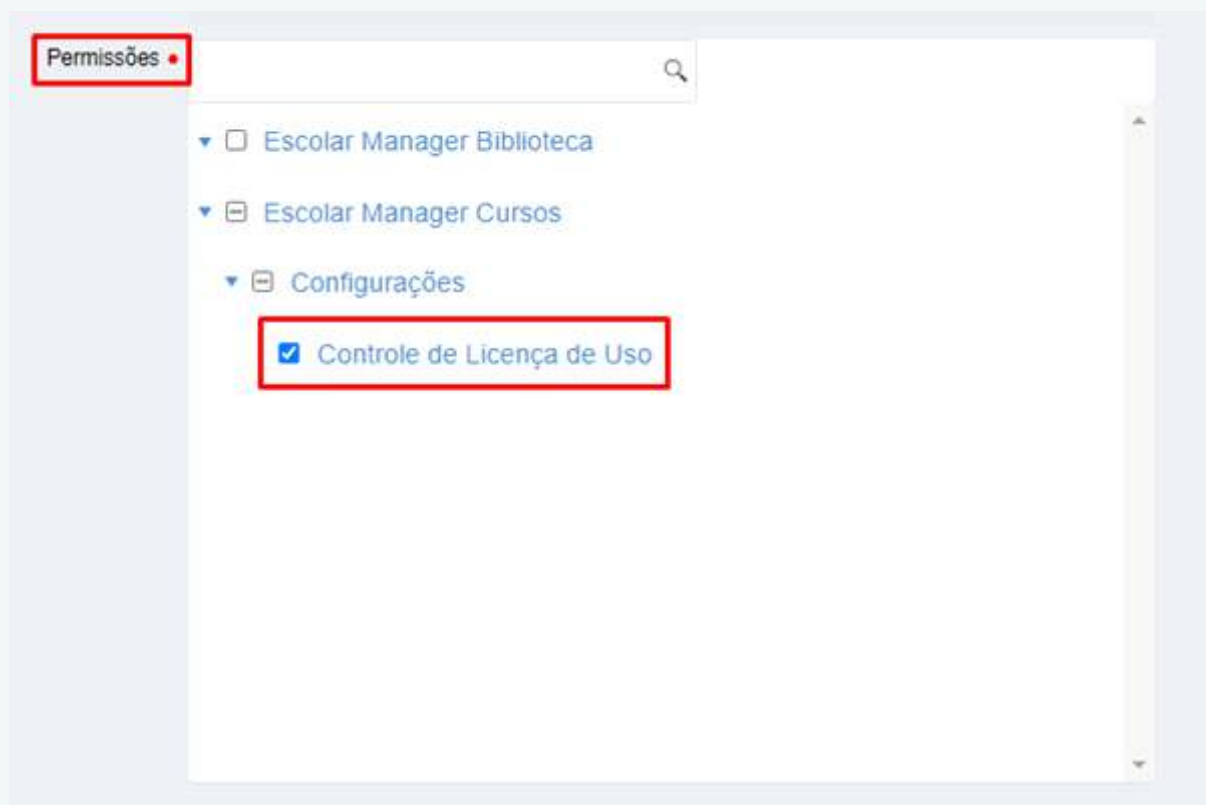 Permissões
Escolar Manager Biblioteca
Escolar Manager Cursos
Configurações
Controle de Licença de Uso